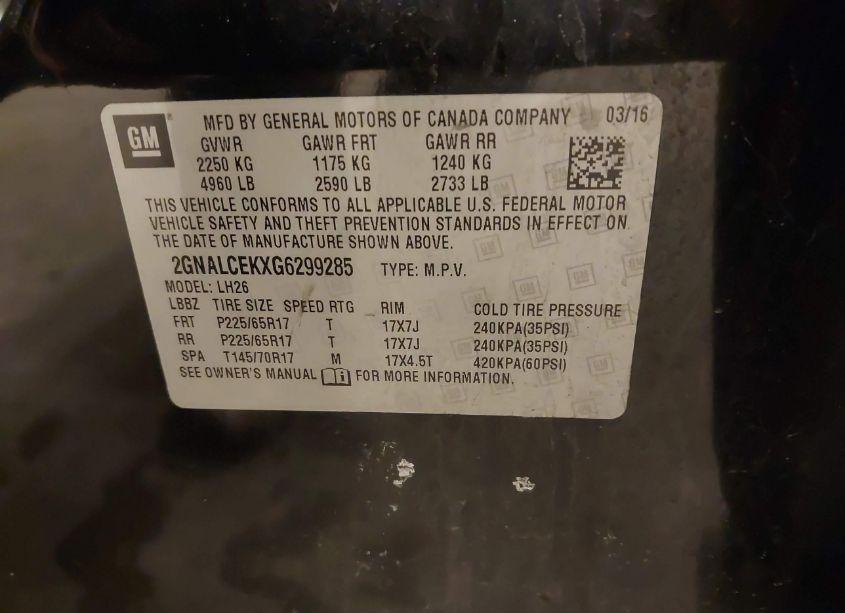 GM
MFD BY GENERAL MOTORS OF CANADA COMPANY 03/16
GVWR GAWR FRT GAWR RR
2250 KG 1175 KG 1240 KG
4960 LB 2590 LB 2733 LB
THIS VEHICLE CONFORMS TO ALL APPLICABLE U.S. FEDERAL MOTOR
VEHICLE SAFETY AND THEFT PREVENTION STANDARDS IN EFFECT ON
THE DATE OF MANUFACTURE SHOWN ABOVE.
2GNALCEKXG6299285 TYPE: M.P.V.
MODEL: LH26
LBBZ TIRE SIZE SPEED RTG RIM COLD TIRE PRESSURE
FRT P225/65R17 T 17X7J 240KPA(35PSI)
RR P225/65R17 T 17X7J 240KPA(35PSI)
SPA T145/70R17 M 17X4.5T 420KPA(60PSI)
SEE OWNER'S MANUAL FOR MORE INFORMATION.